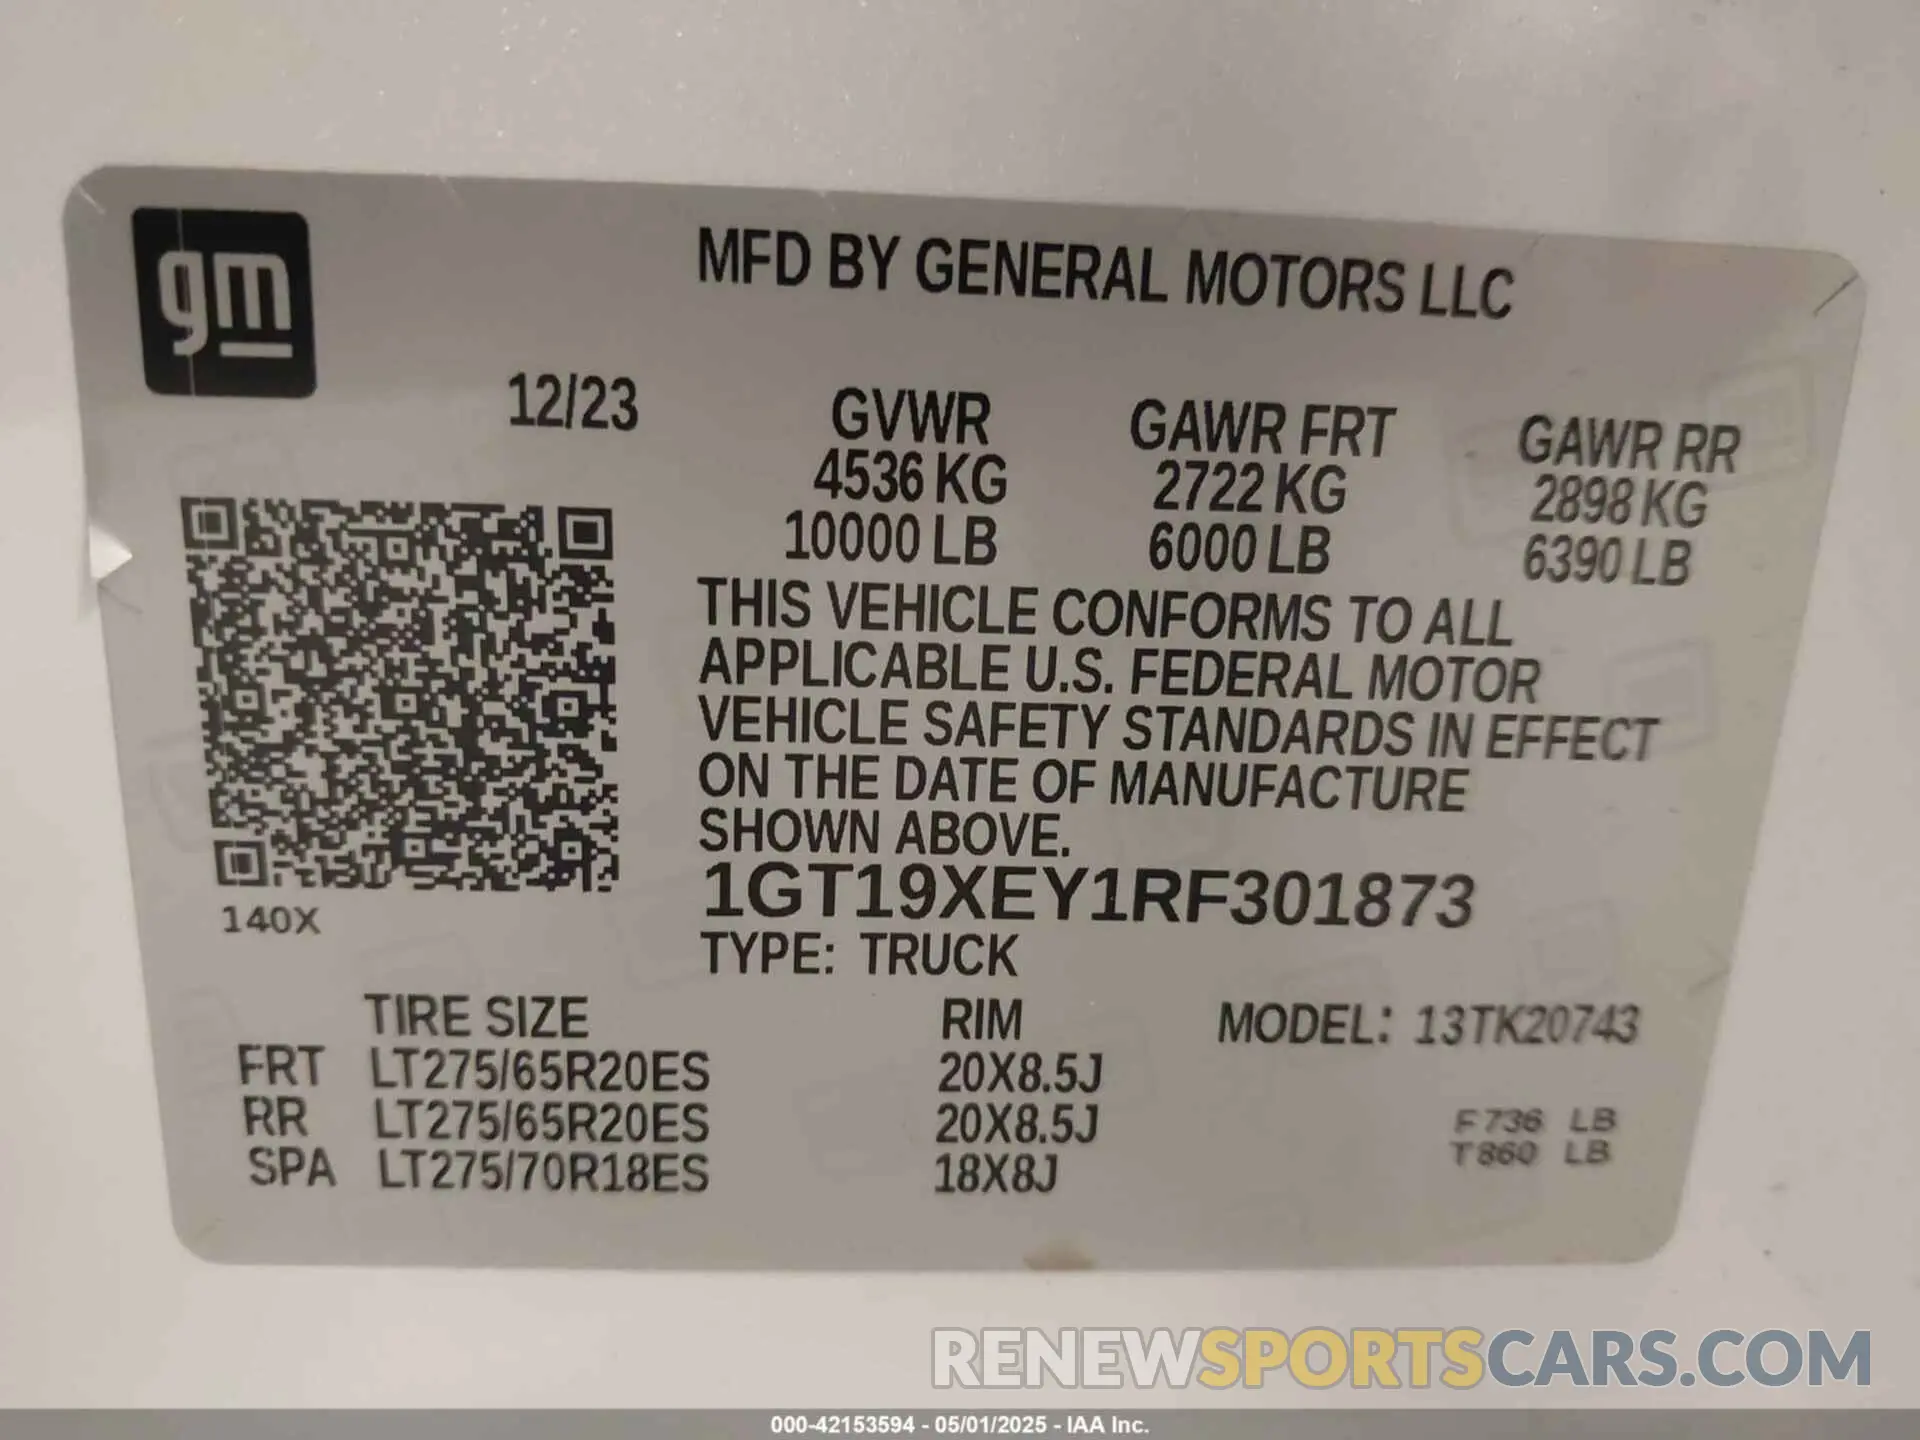 gm
MFD BY GENERAL MOTORS LLC
12/23 GVWR GAWR FRT GAWR RR
4536 KG 2722 KG 2898 KG
10000 LB 6000 LB 6390 LB
THIS VEHICLE CONFORMS TO ALL
APPLICABLE U.S. FEDERAL MOTOR
VEHICLE SAFETY STANDARDS IN EFFECT
ON THE DATE OF MANUFACTURE
SHOWN ABOVE.
1GT19XEY1RF301873
140X
TYPE: TRUCK
TIRE SIZE RIM MODEL: 13TK20743
FRT LT275/65R20ES 20X8.5J
RR LT275/65R20ES 20X8.5J F 736 LB
SPA LT275/70R18ES 18X8J T 860 LB
RENEWSPORTSCARS.COM
000-42153594 - 05/01/2025 - IAA Inc.